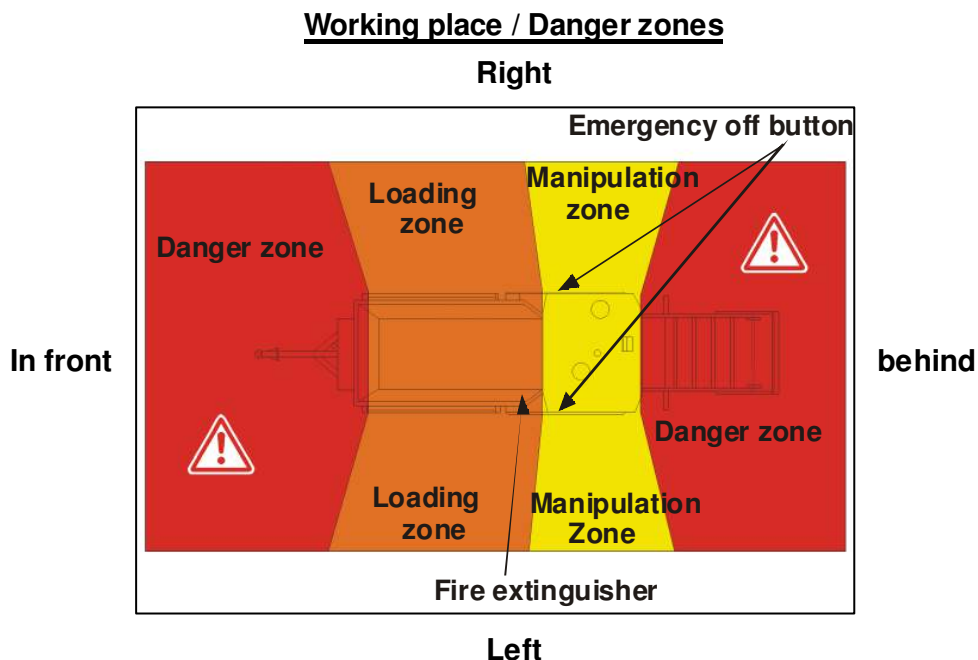 Working place / Danger zones
Right
Emergency off button
Loading
zone
Manipulation
zone
Danger zone
In front
behind
Danger zone
Loading
zone
Manipulation
Zone
Fire extinguisher
Left